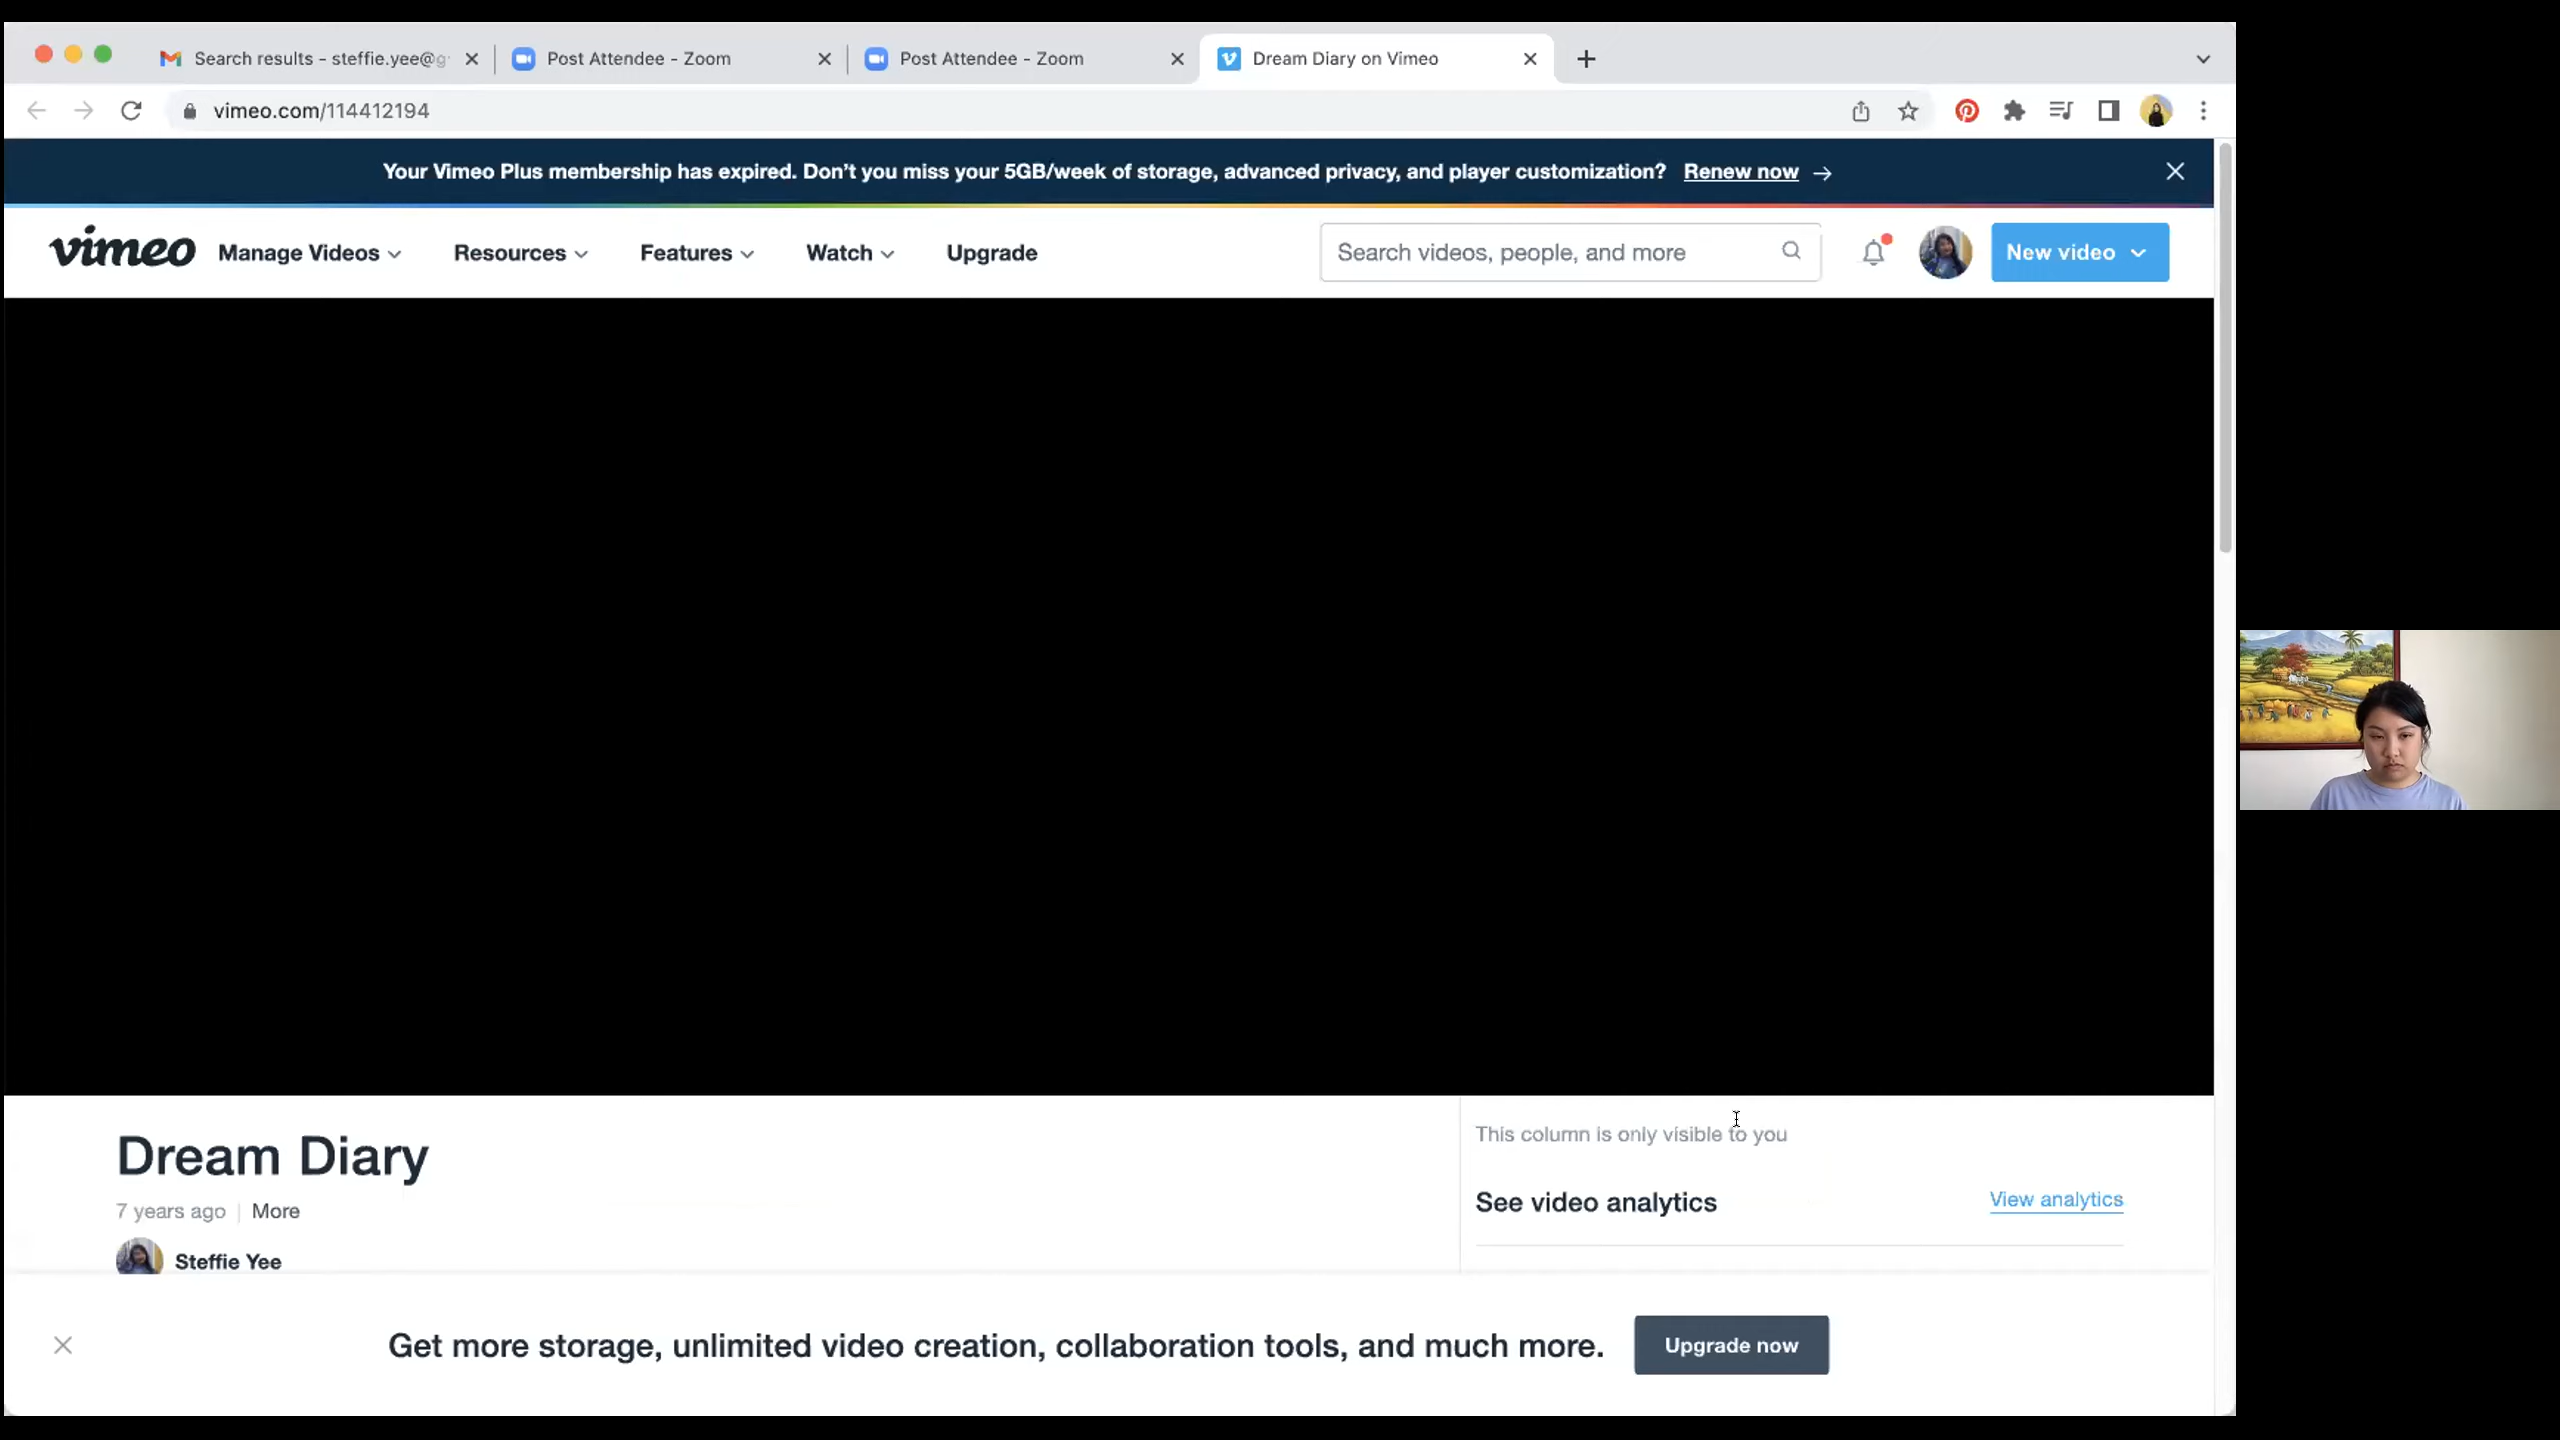 Search results - steffie.yee@g
Post Attendee - Zoom
Post Attendee - Zoom
Dream Diary on Vimeo
vimeo.com/114412194
Your Vimeo Plus membership has expired. Don't you miss your 5GB/week of storage, advanced privacy, and player customization? Renew now →
vimeo
Manage Videos
Resources
Features
Watch
Upgrade
Search videos, people, and more
New video
Dream Diary
7 years ago | More
Steffie Yee
This column is only visible to you
See video analytics
View analytics
Get more storage, unlimited video creation, collaboration tools, and much more.
Upgrade now